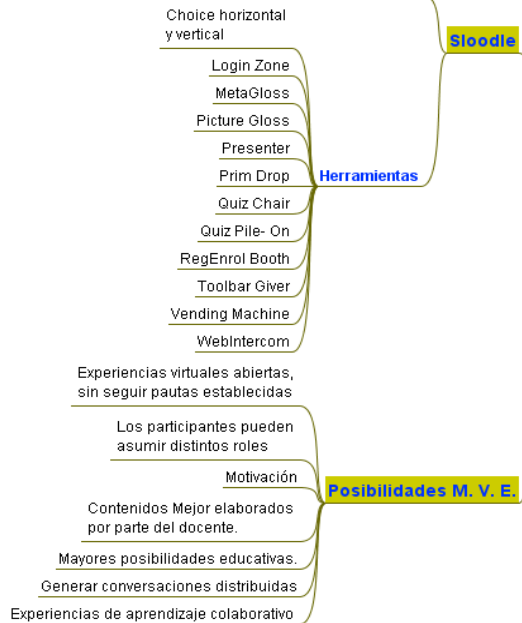 Choice horizontal
y vertical
Sloodle
Login Zone
MetaGloss
Picture Gloss
Presenter
Prim Drop
Herramientas
Quiz Chair
Quiz Pile- On
RegEnrol Booth
Toolbar Giver
Vending Machine
WebIntercom
Experiencias virtuales abiertas,
sin seguir pautas establecidas
Los participantes pueden
asumir distintos roles
Motivación
Posibilidades M. V. E.
Contenidos Mejor elaborados
por parte del docente.
Mayores posibilidades educativas.
Generar conversaciones distribuidas
Experiencias de aprendizaje colaborativo